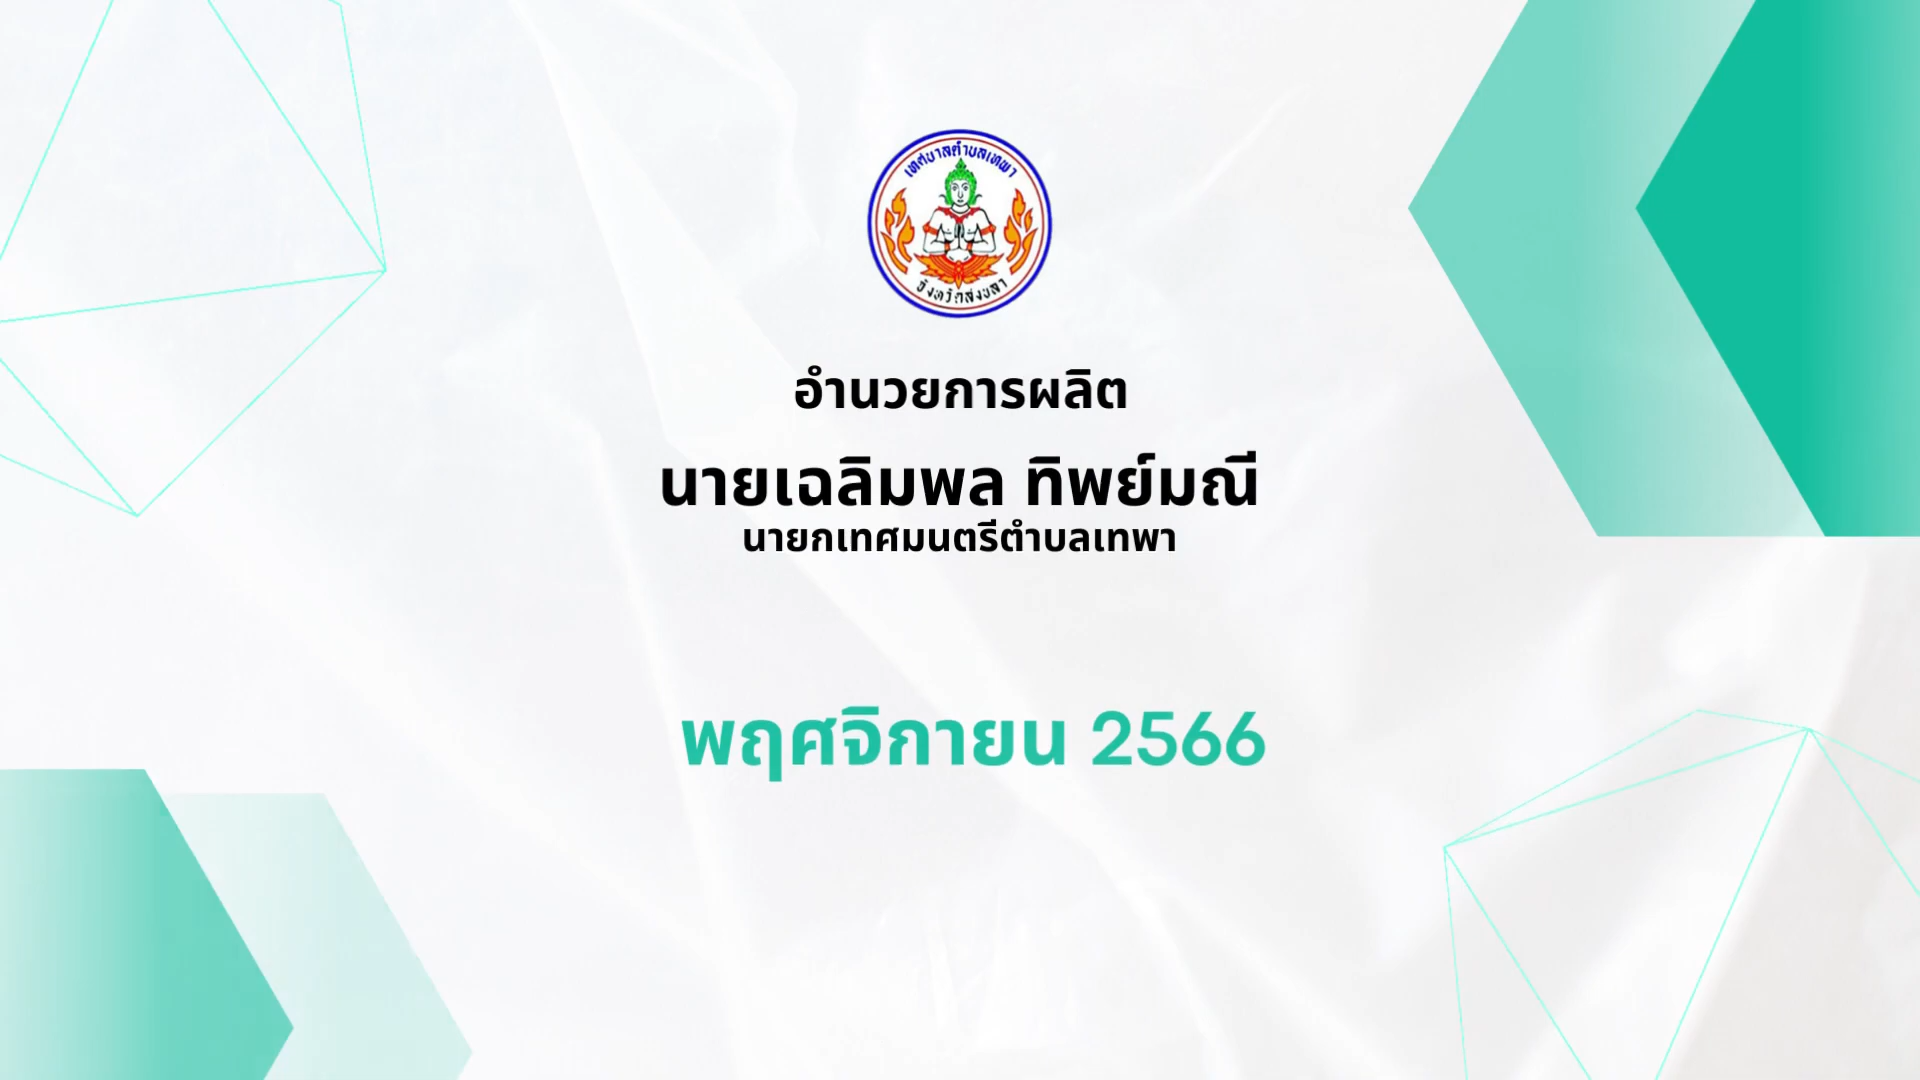 เทศบาลตำบลเทพา
จังหวัดสงขลา
อำนวยการผลิต
นายเฉลิมพล ทิพย์มณี
นายกเทศมนตรีตำบลเทพา
พฤศจิกายน 2566